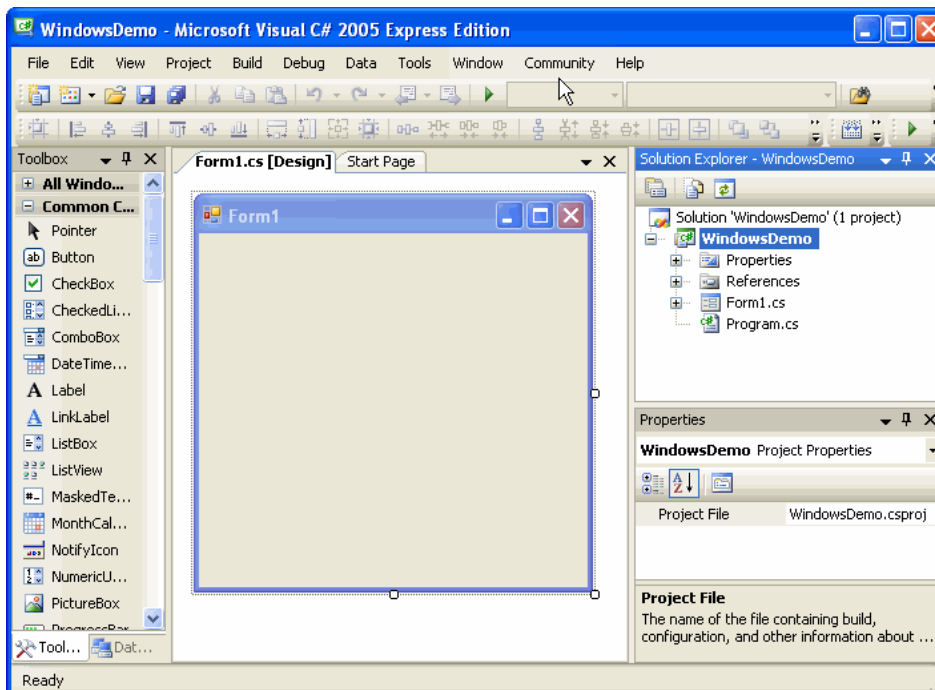 WindowsDemo - Microsoft Visual C# 2005 Express Edition
File Edit View Project Build Debug Data Tools Window Community Help
Toolbox
Form1.cs [Design] Start Page
Solution Explorer - WindowsDemo
All Windo...
Common C...
Pointer
Button
CheckBox
CheckedLi...
ComboBox
DateTime...
Label
LinkLabel
ListBox
ListView
MaskedTe...
MonthCal...
NotifyIcon
NumericU...
PictureBox
ProgressBar
Tool... Dat...
Form1
Solution 'WindowsDemo' (1 project)
WindowsDemo
Properties
References
Form1.cs
Program.cs
Properties
WindowsDemo Project Properties
Project File WindowsDemo.csproj
Project File
The name of the file containing build,
configuration, and other information about ...
Ready